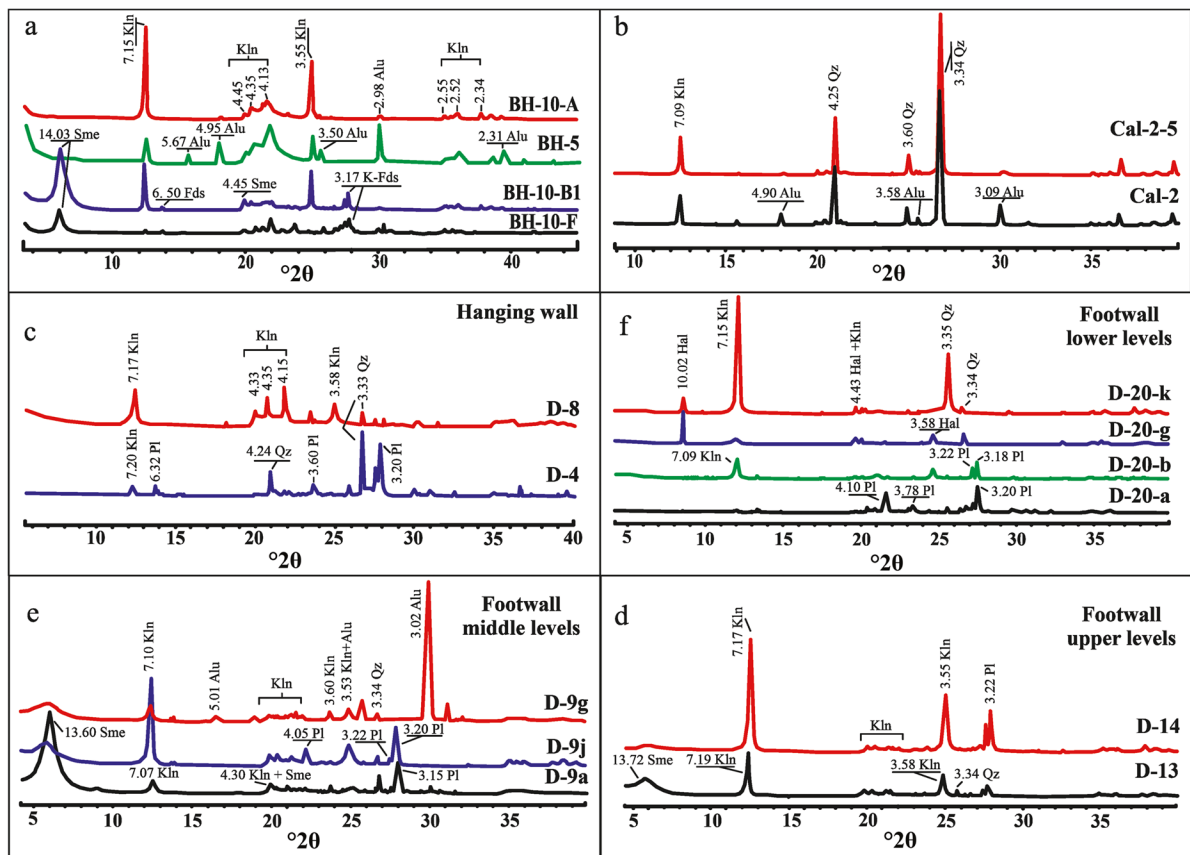 a
7.15 Kln
Kln
4.45
4.35
4.13
3.55 Kln
2.98 Alu
Kln
2.55
2.52
2.34
BH-10-A
14.03 Sme
5.67 Alu
4.95 Alu
3.50 Alu
2.31 Alu
BH-5
6.50 Fds
4.45 Sme
3.17 K-Fds
BH-10-B1
BH-10-F
10 20 30 40
°2θ
b
7.09 Kln
4.25 Qz
3.60 Qz
3.34 Qz
Cal-2-5
4.90 Alu
3.58 Alu
3.09 Alu
Cal-2
10 15 20 25 30 35
°2θ
c
Hanging wall
7.17 Kln
Kln
4.33
4.35
4.15
3.58 Kln
3.33 Qz
D-8
7.20 Kln
6.32 Pl
4.24 Qz
3.60 Pl
3.20 Pl
D-4
10 15 20 25 30 35 40
°2θ
f
Footwall
lower levels
10.02 Hal
7.15 Kln
4.43 Hal +Kln
3.35 Qz
3.34 Qz
D-20-k
3.58 Hal
D-20-g
7.09 Kln
3.22 Pl
3.18 Pl
D-20-b
4.10 Pl
3.78 Pl
3.20 Pl
D-20-a
5 10 15 20 25 30 35
°2θ
e
Footwall
middle levels
7.10 Kln
5.01 Alu
Kln
3.60 Kln
3.53 Kln+Alu
3.34 Qz
3.02 Alu
D-9g
13.60 Sme
4.05 Pl
3.22 Pl
3.20 Pl
D-9j
7.07 Kln
4.30 Kln + Sme
3.15 Pl
D-9a
5 10 15 20 25 30 35
°2θ
d
Footwall
upper levels
7.17 Kln
Kln
3.55 Kln
3.22 Pl
D-14
13.72 Sme
7.19 Kln
3.58 Kln
3.34 Qz
D-13
5 10 15 20 25 30 35
°2θ